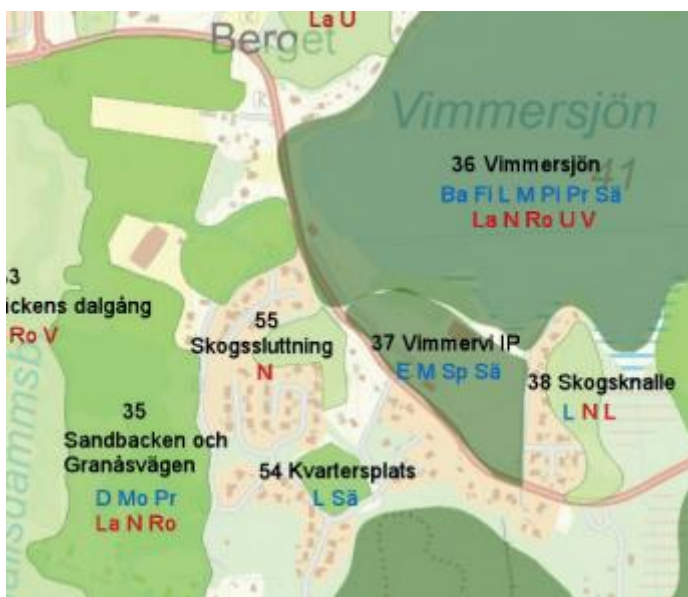 La U
Berget
K
Vimmersjön
36 Vimmersjön
41
Ba Fi L M Pl Pr Sä
La N Ro U V
K
ickens dalgång
Ro V
55
Skogssluttning
N
37 Vimmervi IP
E M Sp Sä
38 Skogsknalle
L N L
35
Sandbacken och
Granåsvägen
D Mo Pr
La N Ro
54 Kvartersplats
L Sä